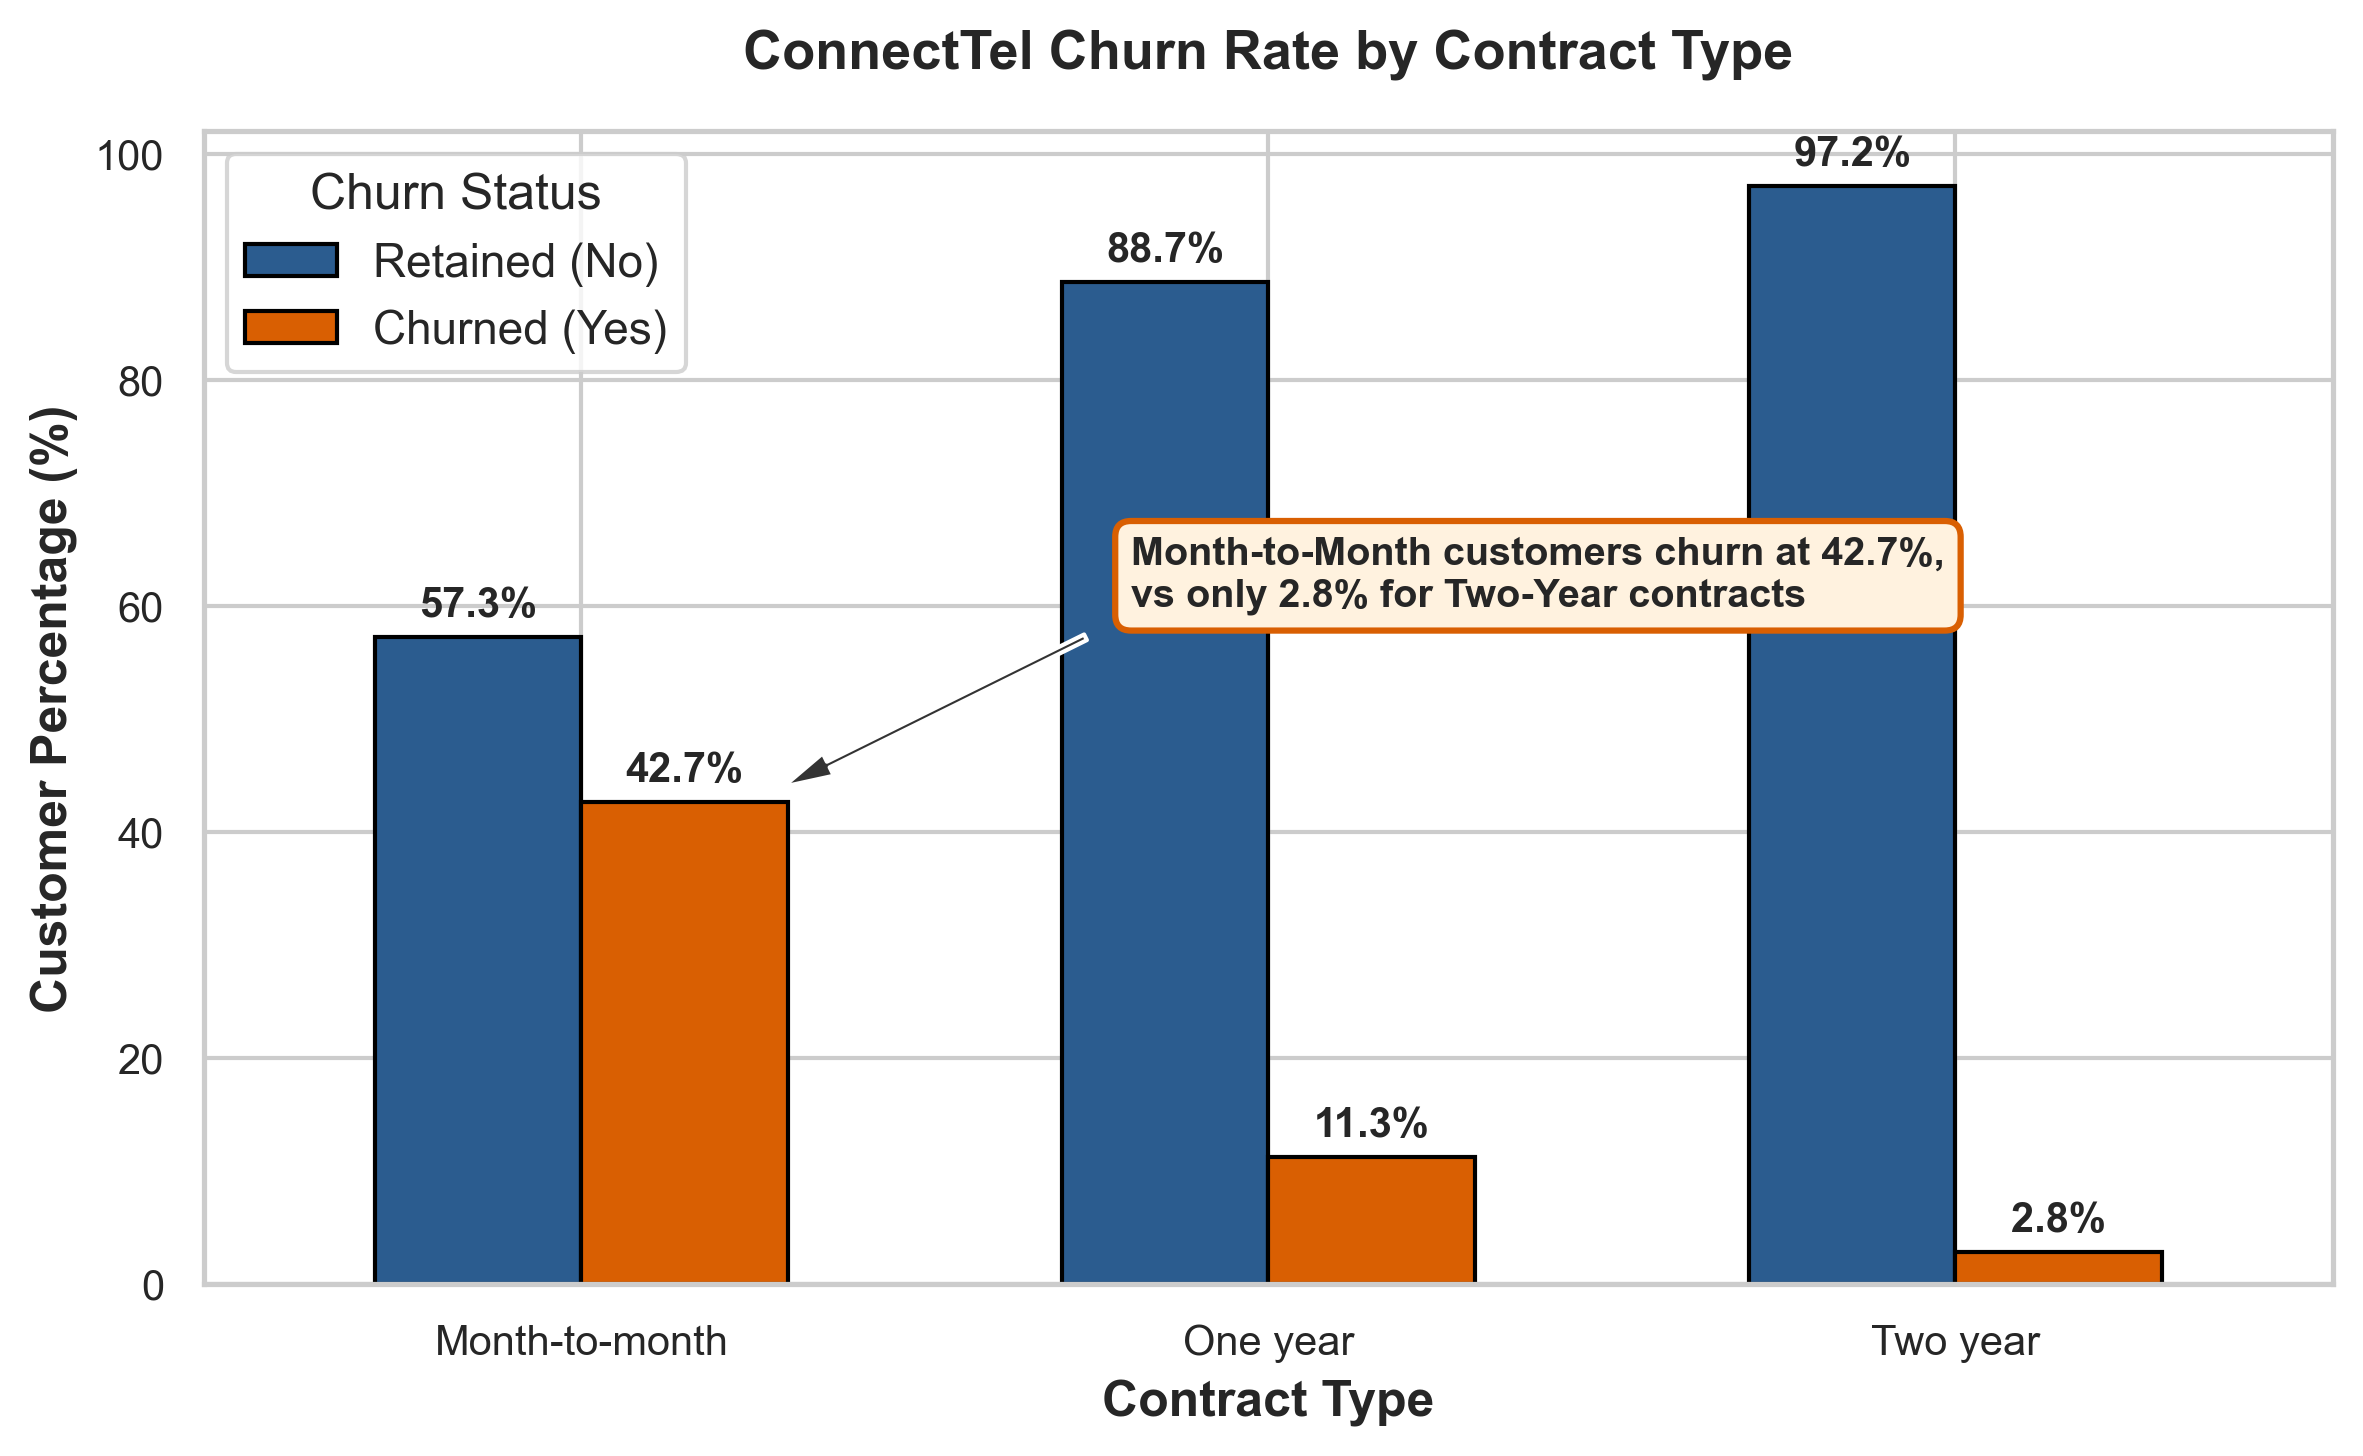 ConnectTel Churn Rate by Contract Type
Customer Percentage (%)
100
80
60
40
20
0
Churn Status
Retained (No)
Churned (Yes)
57.3%
42.7%
88.7%
11.3%
97.2%
2.8%
Month-to-Month customers churn at 42.7%,
vs only 2.8% for Two-Year contracts
Month-to-month
One year
Two year
Contract Type